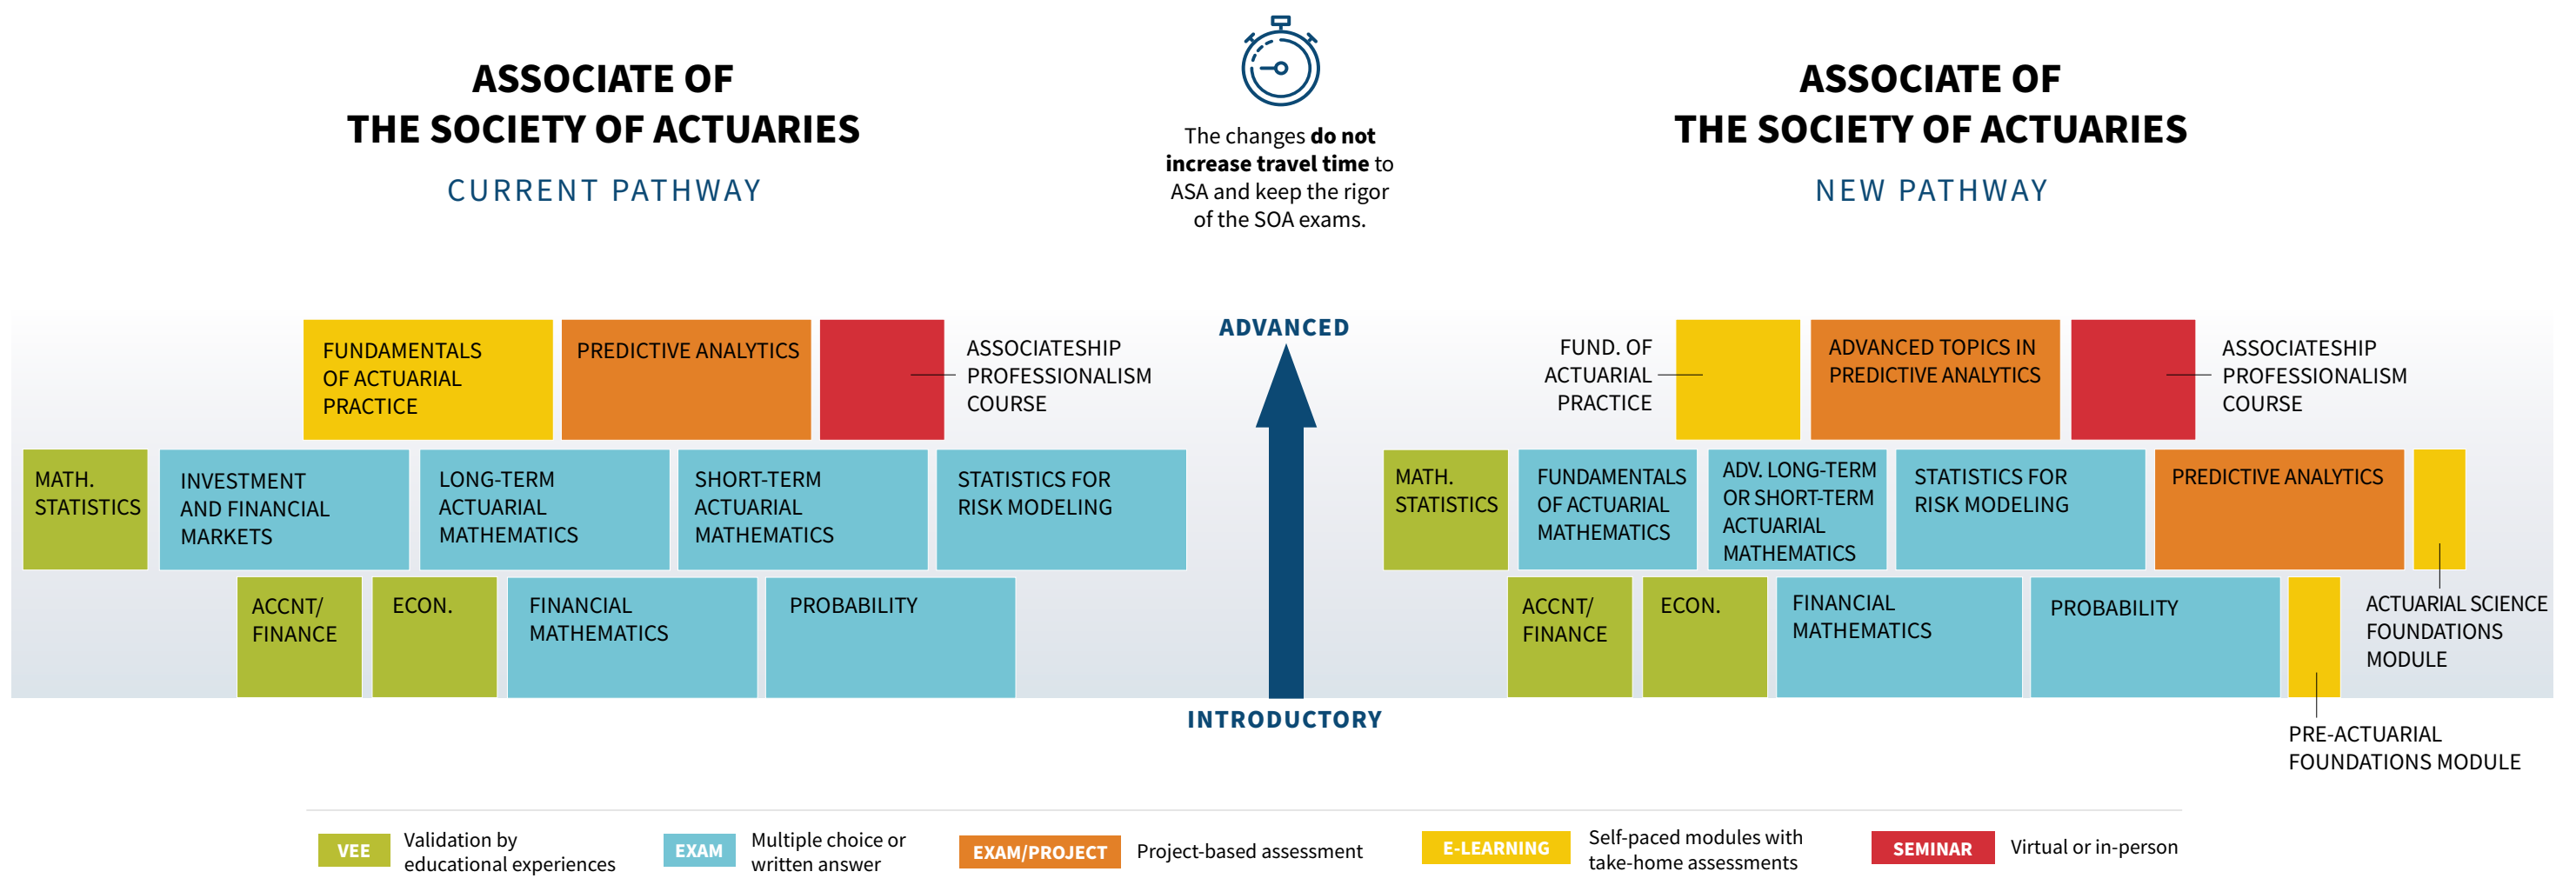 ASSOCIATE OF
THE SOCIETY OF ACTUARIES
CURRENT PATHWAY
The changes do not
increase travel time to
ASA and keep the rigor
of the SOA exams.
ASSOCIATE OF
THE SOCIETY OF ACTUARIES
NEW PATHWAY
FUNDAMENTALS
OF ACTUARIAL
PRACTICE
PREDICTIVE ANALYTICS
ASSOCIATESHIP
PROFESSIONALISM
COURSE
MATH.
STATISTICS
INVESTMENT
AND FINANCIAL
MARKETS
LONG-TERM
ACTUARIAL
MATHEMATICS
SHORT-TERM
ACTUARIAL
MATHEMATICS
STATISTICS FOR
RISK MODELING
ACCNT/
FINANCE
ECON.
FINANCIAL
MATHEMATICS
PROBABILITY
ADVANCED
INTRODUCTORY
FUND. OF
ACTUARIAL
PRACTICE
ADVANCED TOPICS IN
PREDICTIVE ANALYTICS
ASSOCIATESHIP
PROFESSIONALISM
COURSE
MATH.
STATISTICS
FUNDAMENTALS
OF ACTUARIAL
MATHEMATICS
ADV. LONG-TERM
OR SHORT-TERM
ACTUARIAL
MATHEMATICS
STATISTICS FOR
RISK MODELING
PREDICTIVE ANALYTICS
ACCNT/
FINANCE
ECON.
FINANCIAL
MATHEMATICS
PROBABILITY
ACTUARIAL SCIENCE
FOUNDATIONS
MODULE
PRE-ACTUARIAL
FOUNDATIONS MODULE
VEE
Validation by
educational experiences
EXAM
Multiple choice or
written answer
EXAM/PROJECT
Project-based assessment
E-LEARNING
Self-paced modules with
take-home assessments
SEMINAR
Virtual or in-person